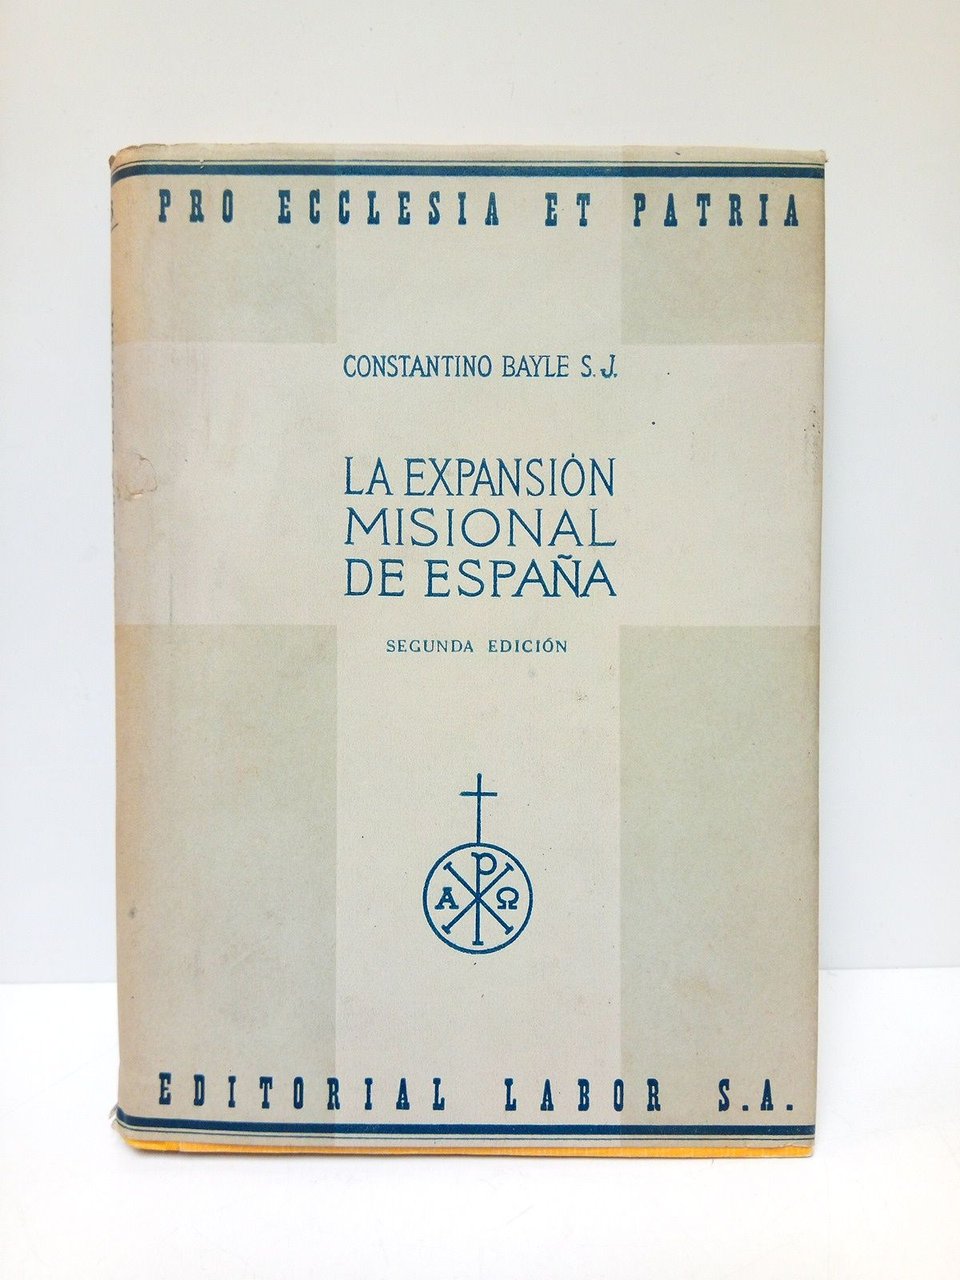 PRO ECCLESIA ET PATRIA
CONSTANTINO BAYLE S. J.
LA EXPANSIÓN
MISIONAL
DE ESPAÑA
SEGUNDA EDICIÓN
Α Ρ Ω
EDITORIAL LABOR S.A.